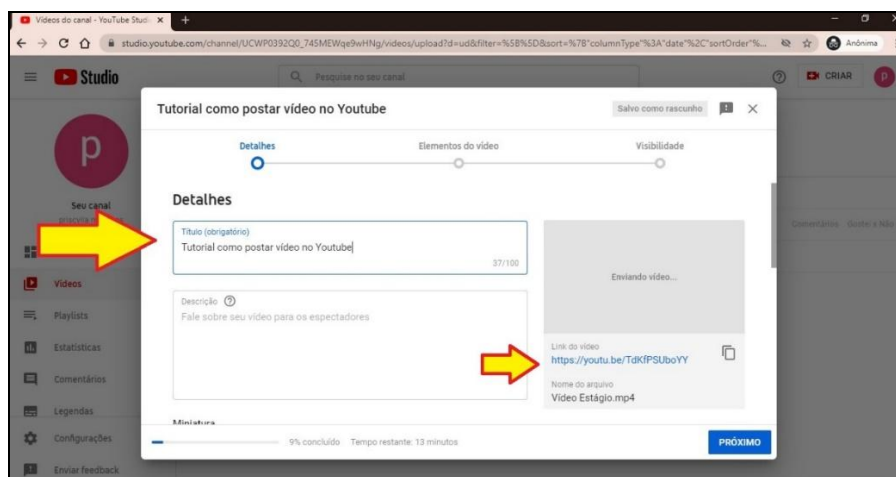 Vídeos do canal - YouTube Stud
studio.youtube.com/channel/UCWP0392Q0_745MEWqe9wHNg/videos/upload?d=ud&filter=%5B%5D&sort=%7B"columnType"%3A"date"%2C"sortOrder"%...
Anônima
Studio
Pesquise no seu canal
CRIAR
p
p
Tutorial como postar vídeo no Youtube
Salvo como rascunho
Detalhes
Elementos do vídeo
Visibilidade
Seu canal
Detalhes
Título (obrigatório)
Tutorial como postar vídeo no Youtube
37/100
Enviando vídeo...
Descrição
Fale sobre seu vídeo para os espectadores
Link do vídeo
https://youtu.be/TdKfPSUboYY
Nome do arquivo
Vídeo Estágio.mp4
Miniatura
9% concluído Tempo restante: 13 minutos
PRÓXIMO
Vídeos
Playlists
Estatísticas
Comentários
Legendas
Configurações
Enviar feedback
Comentários